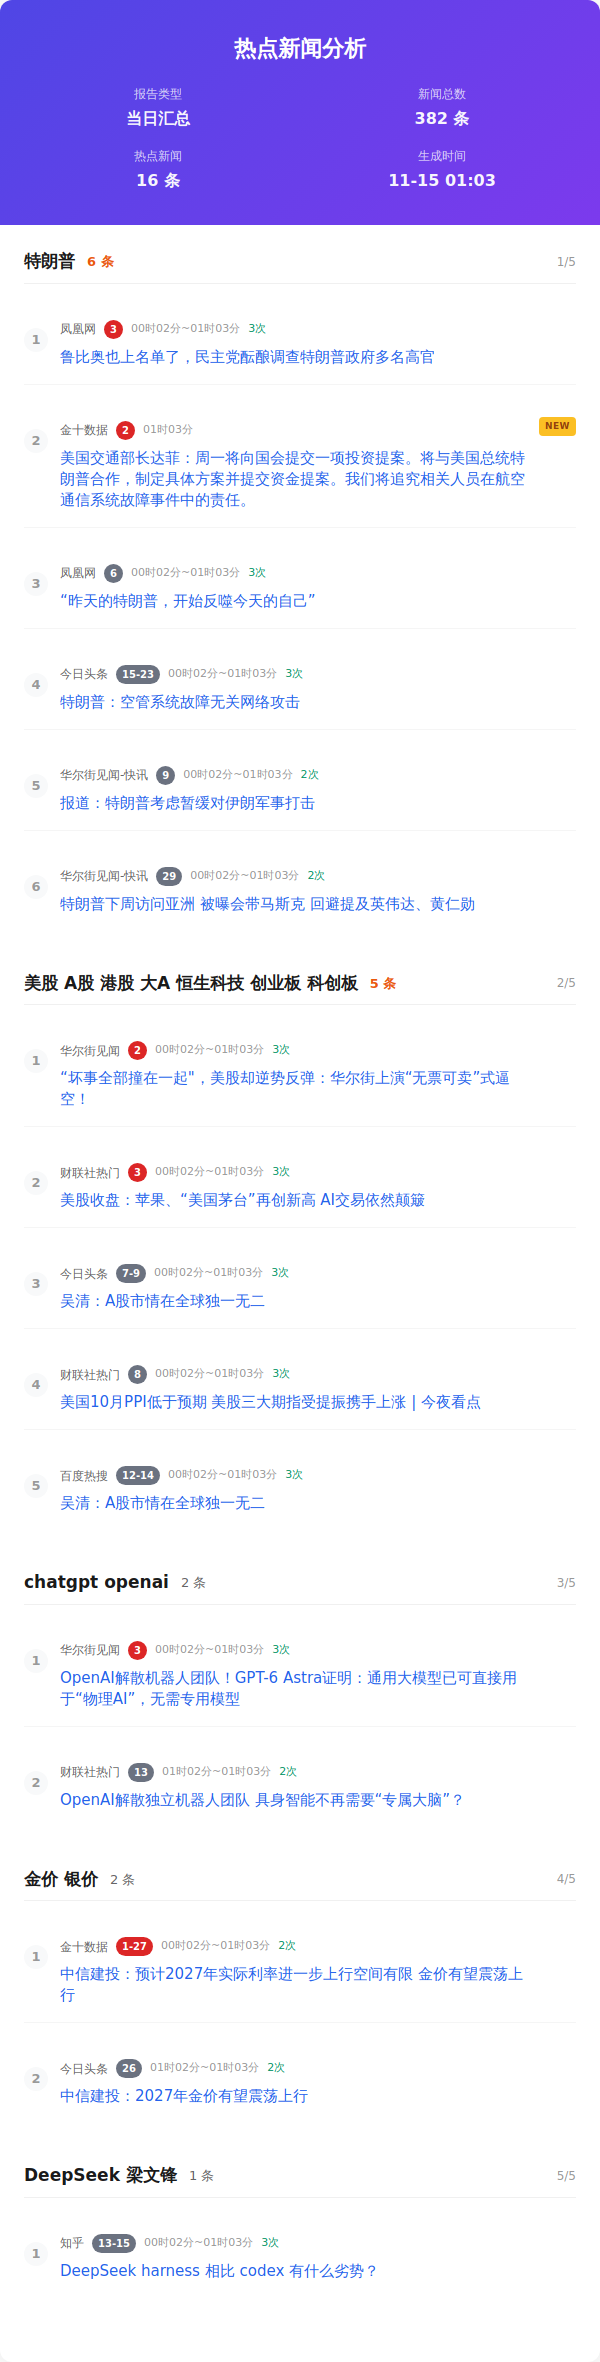 热点新闻分析
报告类型
当日汇总
新闻总数
382 条
热点新闻
16 条
生成时间
11-15 01:03
特朗普 6 条 1/5
1
凤凰网 3 00时02分~01时03分 3次
鲁比奥也上名单了，民主党酝酿调查特朗普政府多名高官
2
金十数据 2 01时03分 NEW
美国交通部长达菲：周一将向国会提交一项投资提案。将与美国总统特
朗普合作，制定具体方案并提交资金提案。我们将追究相关人员在航空
通信系统故障事件中的责任。
3
凤凰网 6 00时02分~01时03分 3次
“昨天的特朗普，开始反噬今天的自己”
4
今日头条 15-23 00时02分~01时03分 3次
特朗普：空管系统故障无关网络攻击
5
华尔街见闻-快讯 9 00时02分~01时03分 2次
报道：特朗普考虑暂缓对伊朗军事打击
6
华尔街见闻-快讯 29 00时02分~01时03分 2次
特朗普下周访问亚洲 被曝会带马斯克 回避提及英伟达、黄仁勋
美股 A股 港股 大A 恒生科技 创业板 科创板 5 条 2/5
1
华尔街见闻 2 00时02分~01时03分 3次
“坏事全部撞在一起"，美股却逆势反弹：华尔街上演“无票可卖”式逼
空！
2
财联社热门 3 00时02分~01时03分 3次
美股收盘：苹果、“美国茅台”再创新高 AI交易依然颠簸
3
今日头条 7-9 00时02分~01时03分 3次
吴清：A股市情在全球独一无二
4
财联社热门 8 00时02分~01时03分 3次
美国10月PPI低于预期 美股三大期指受提振携手上涨 | 今夜看点
5
百度热搜 12-14 00时02分~01时03分 3次
吴清：A股市情在全球独一无二
chatgpt openai 2 条 3/5
1
华尔街见闻 3 00时02分~01时03分 3次
OpenAI解散机器人团队！GPT-6 Astra证明：通用大模型已可直接用
于“物理AI”，无需专用模型
2
财联社热门 13 01时02分~01时03分 2次
OpenAI解散独立机器人团队 具身智能不再需要“专属大脑”？
金价 银价 2 条 4/5
1
金十数据 1-27 00时02分~01时03分 2次
中信建投：预计2027年实际利率进一步上行空间有限 金价有望震荡上
行
2
今日头条 26 01时02分~01时03分 2次
中信建投：2027年金价有望震荡上行
DeepSeek 梁文锋 1 条 5/5
1
知乎 13-15 00时02分~01时03分 3次
DeepSeek harness 相比 codex 有什么劣势？